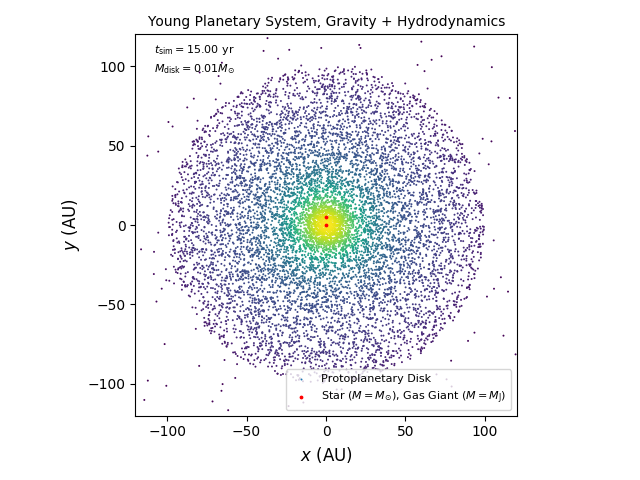 Young Planetary System, Gravity + Hydrodynamics
t_sim = 15.00 yr
M_disk = 0.01M_⊙
100
50
0
−50
−100
y (AU)
Protoplanetary Disk
Star (M = M_⊙), Gas Giant (M = M_J)
−100 −50 0 50 100
x (AU)